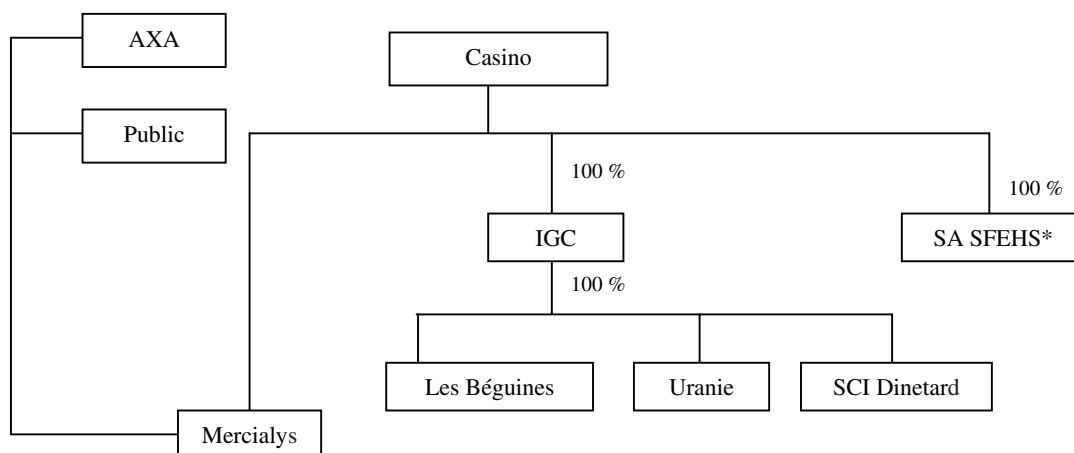 AXA
Casino
Public
100 %
100 %
IGC
SA SFEHS*
100 %
Les Béguines
Uranie
SCI Dinetard
Mercialys